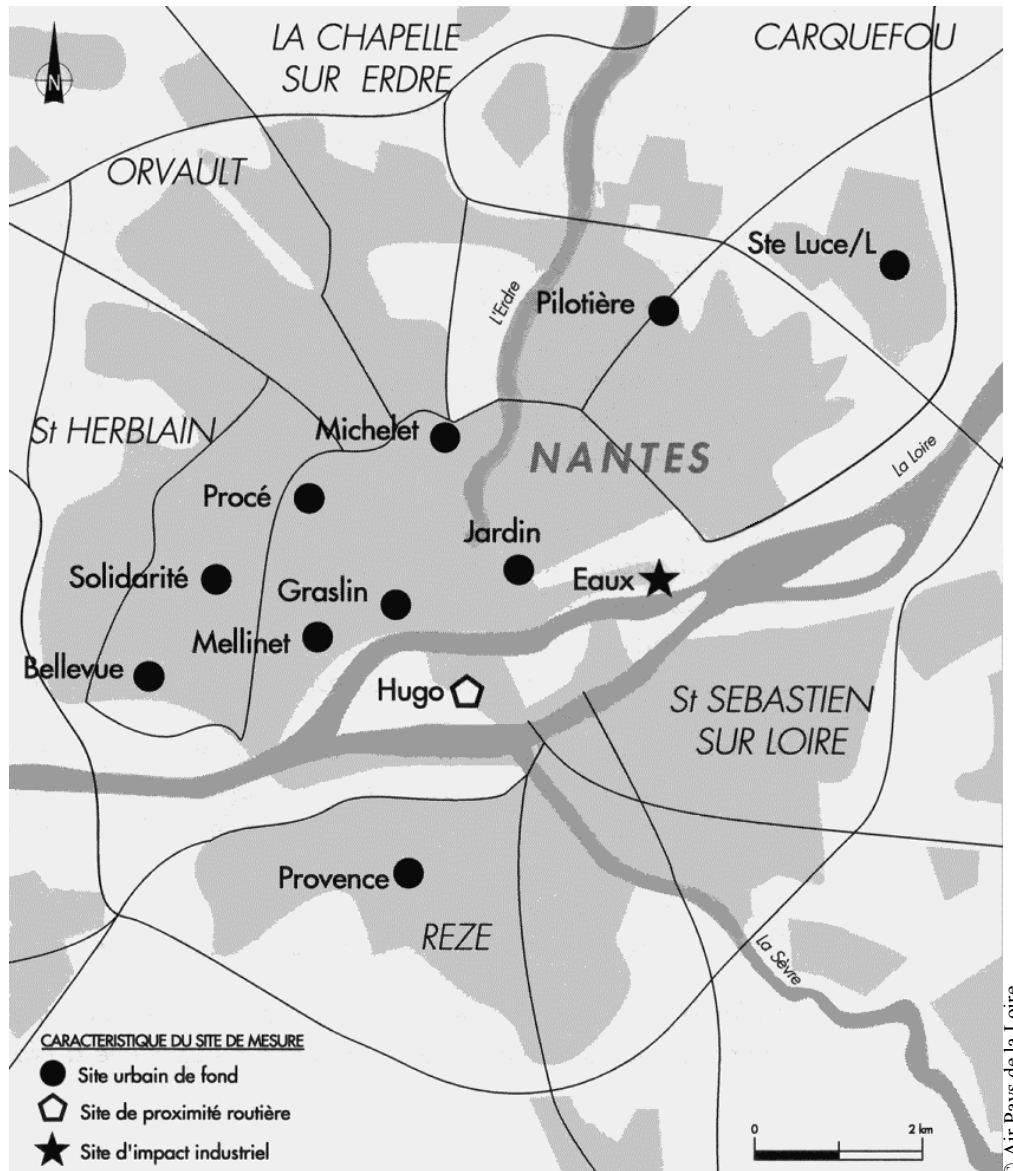 LA CHAPELLE
SUR ERDRE
CARQUEFOU
N
ORVAULT
Ste Luce/L
L'Erdre
Pilotière
St HERBLAIN
Michelet
NANTES
La Loire
Procé
Jardin
Solidarité
Graslin
Eaux
Mellinet
Bellevue
Hugo
St SEBASTIEN
SUR LOIRE
Provence
REZE
La Sèvre
CARACTERISTIQUE DU SITE DE MESURE
Site urbain de fond
Site de proximité routière
Site d'impact industriel
0
2 km
© Air Pays de la Loire